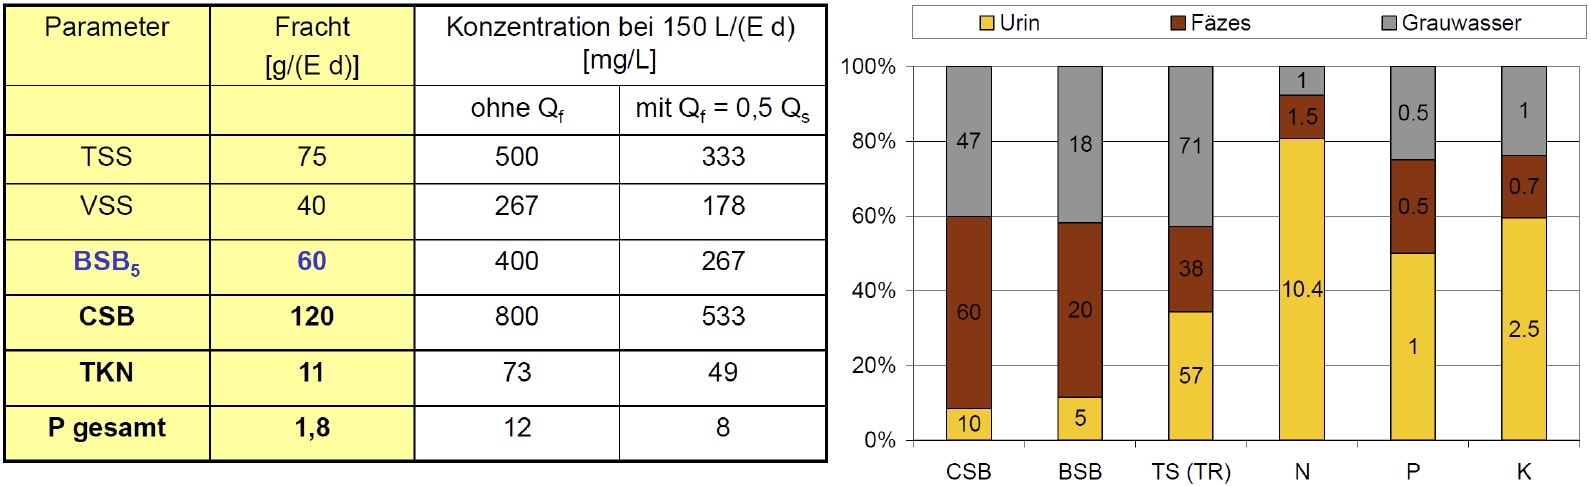 Parameter Fracht Konzentration bei 150 L/(E d)
[g/(E d)] [mg/L]
ohne Qf mit Qf = 0,5 Qs
TSS 75 500 333
VSS 40 267 178
BSB5 60 400 267
CSB 120 800 533
TKN 11 73 49
P gesamt 1,8 12 8
Urin Fäzes Grauwasser
100%
80%
60%
40%
20%
0%
47 18 71 1 0.5 1
60 20 38 1.5 0.5 0.7
10 5 57 10.4 1 2.5
CSB BSB TS (TR) N P K